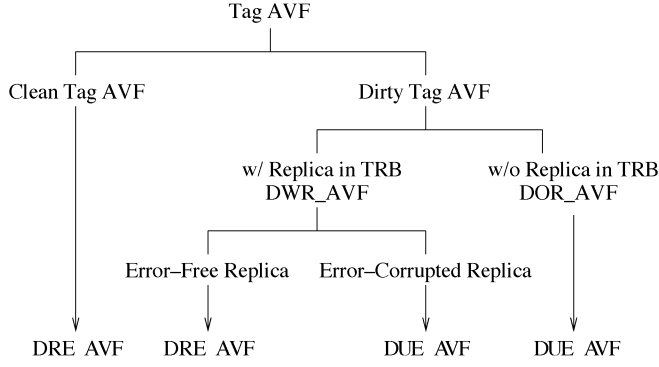 Tag AVF
Clean Tag AVF
Dirty Tag AVF
w/ Replica in TRB
DWR_AVF
w/o Replica in TRB
DOR_AVF
Error–Free Replica
Error–Corrupted Replica
DRE AVF
DRE AVF
DUE AVF
DUE AVF